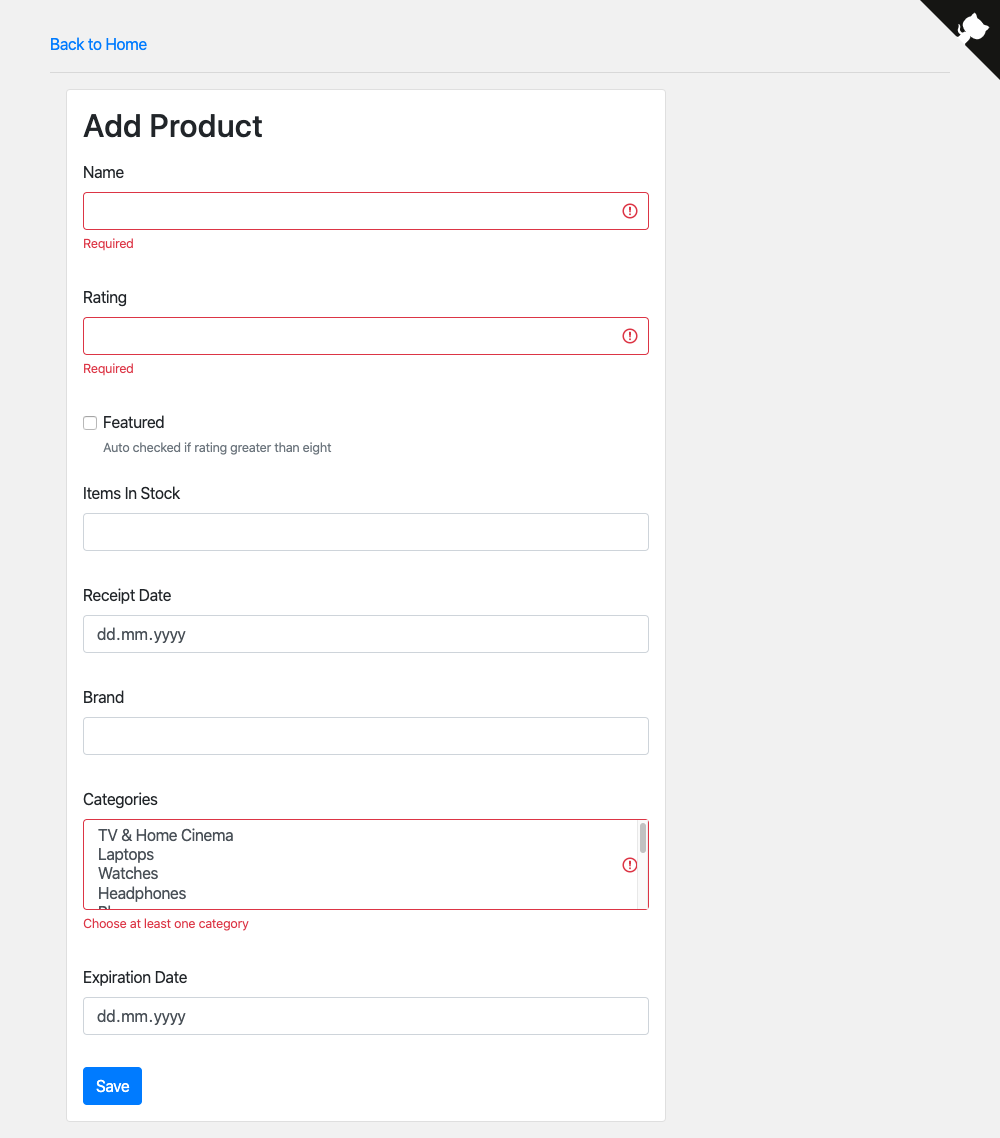 Back to Home
Add Product
Name
Required
Rating
Required
Featured
Auto checked if rating greater than eight
Items In Stock
Receipt Date
dd.mm.yyyy
Brand
Categories
TV & Home Cinema
Laptops
Watches
Headphones
Choose at least one category
Expiration Date
dd.mm.yyyy
Save